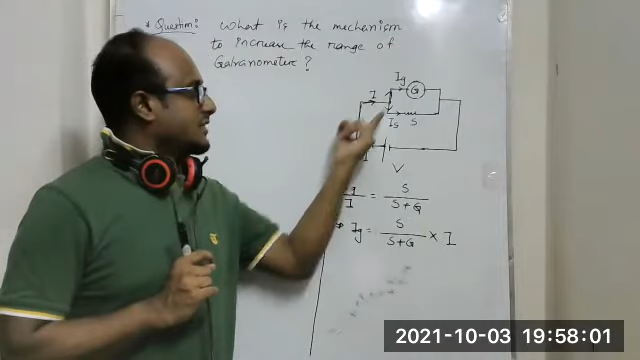 * Question: What is the mechanism
to increase the range of
Galvanometer?
Ig
G
I
Is
S
V
I = S / S+G
Ig = S / S+G × I
2021-10-03 19:58:01